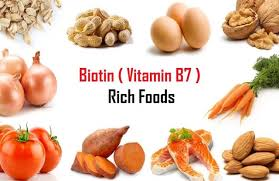 Biotin ( Vitamin B7 )
Rich Foods